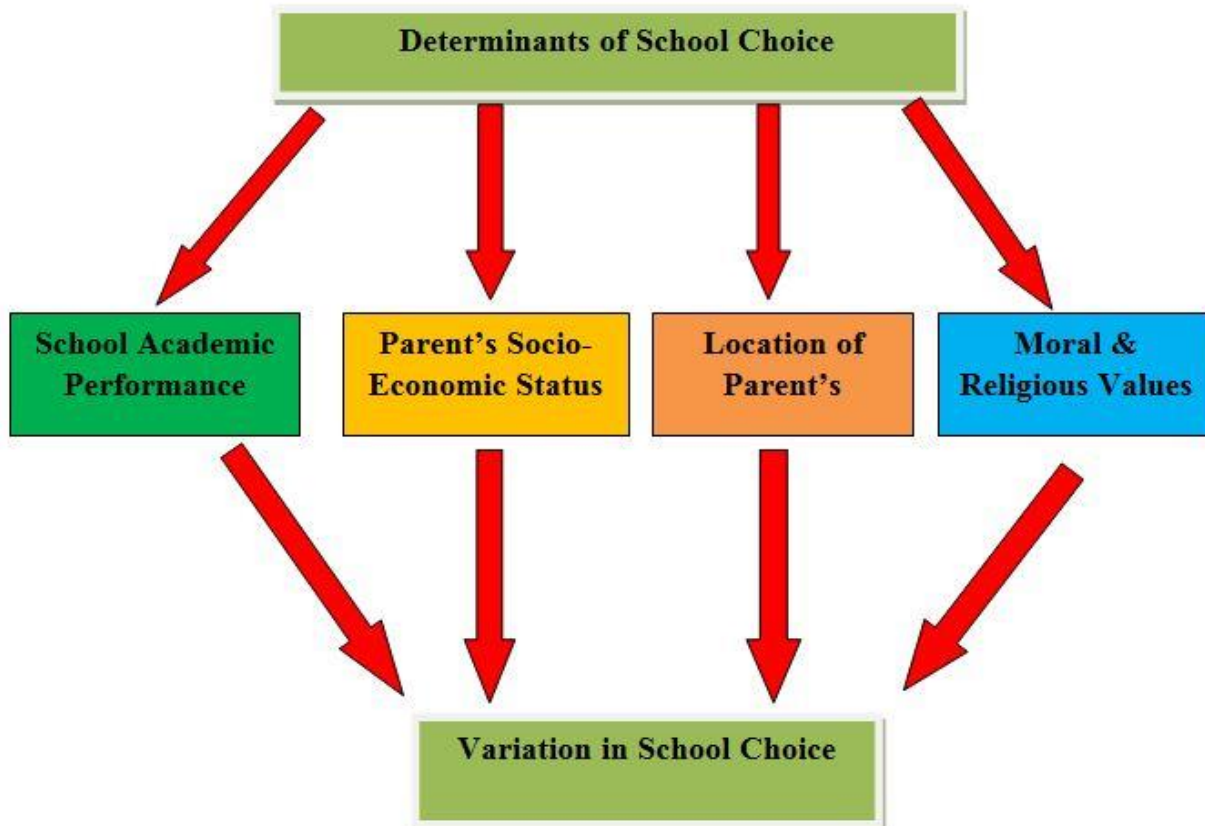 Determinants of School Choice
School Academic
Performance
Parent’s Socio-
Economic Status
Location of
Parent’s
Moral &
Religious Values
Variation in School Choice